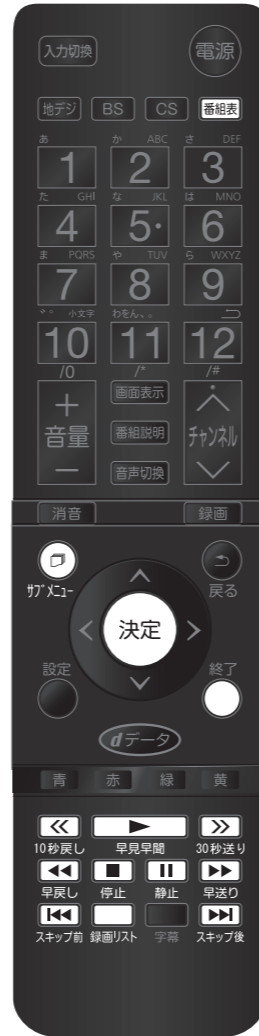 入力切換 電源
地デジ BS CS 番組表
あ か ABC さ DEF
1 2 3
た GHI な JKL は MNO
4 5・ 6
ま PQRS や TUV ら WXYZ
7 8 9
゛゜ 小文字 わをん、。
10 11 12
/0 /* /#
＋ 画面表示
音量 番組説明 チャンネル
－ 音声切換
消音 録画
サブメニュー 戻る
決定
設定 終了
dデータ
青 赤 緑 黄
10秒戻し 早見早聞 30秒送り
早戻し 停止 静止 早送り
スキップ前 録画リスト 字幕 スキップ後